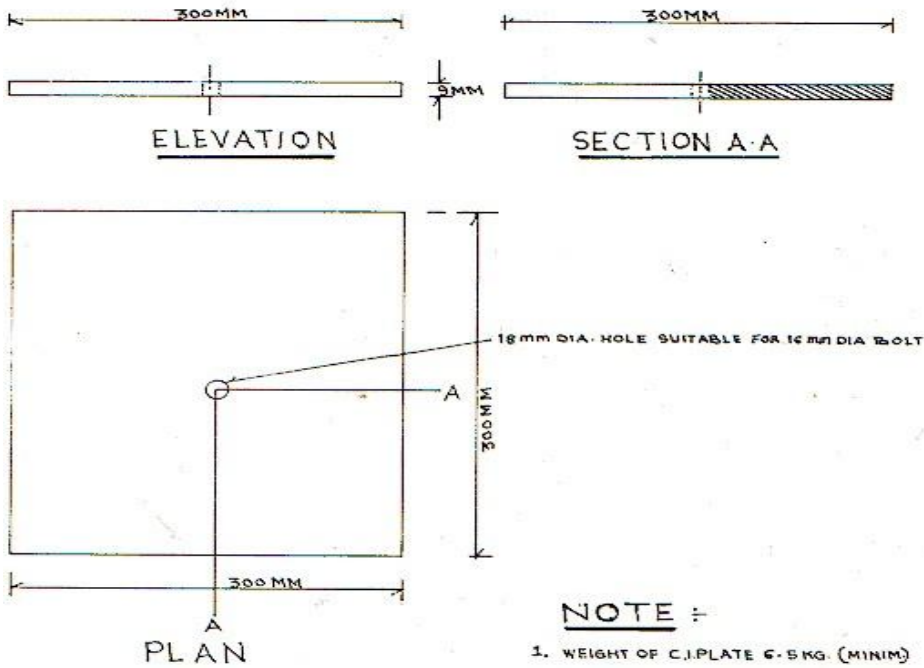 300MM
300MM
9MM
ELEVATION
SECTION A-A
18mm DIA. HOLE SUITABLE FOR 16mm DIA BOLT
A
300MM
300MM
A
PLAN
NOTE :-
1. WEIGHT OF C.I.PLATE 6.5KG. (MINIM)